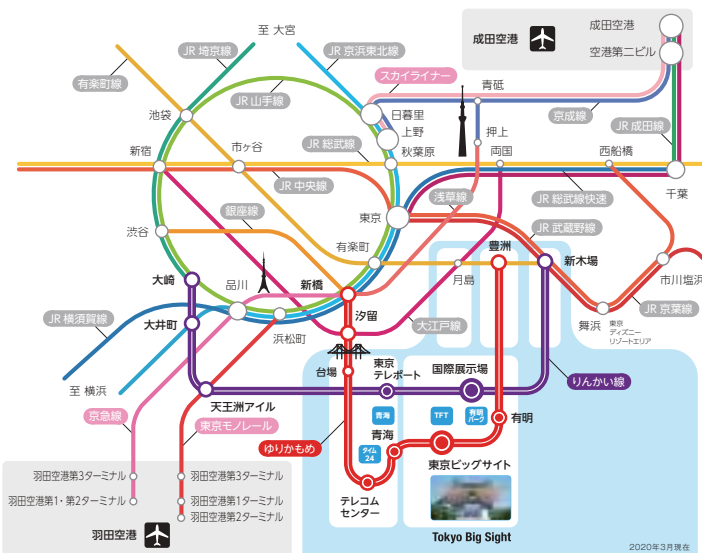 至 大宮
JR 埼京線
JR 京浜東北線
有楽町線
JR 山手線
スカイライナー
成田空港
成田空港
空港第二ビル
青砥
京成線
池袋
日暮里
上野
押上
JR 成田線
新宿
市ヶ谷
JR 総武線
秋葉原
両国
西船橋
JR 中央線
浅草線
JR 総武線快速
千葉
銀座線
東京
JR 武蔵野線
渋谷
有楽町
豊洲
新木場
月島
市川塩浜
大崎
品川
新橋
汐留
大江戸線
舞浜
東京
ディズニー
リゾートエリア
JR 京葉線
JR 横須賀線
大井町
浜松町
台場
東京
テレポート
国際展示場
りんかい線
至 横浜
天王洲アイル
京急線
東京モノレール
青海
TFT
有明
パーク
有明
青海
ゆりかもめ
タイム
24
東京ビッグサイト
羽田空港第3ターミナル
羽田空港第3ターミナル
羽田空港第1・第2ターミナル
羽田空港第1ターミナル
羽田空港第2ターミナル
テレコム
センター
羽田空港
Tokyo Big Sight
2020年3月現在